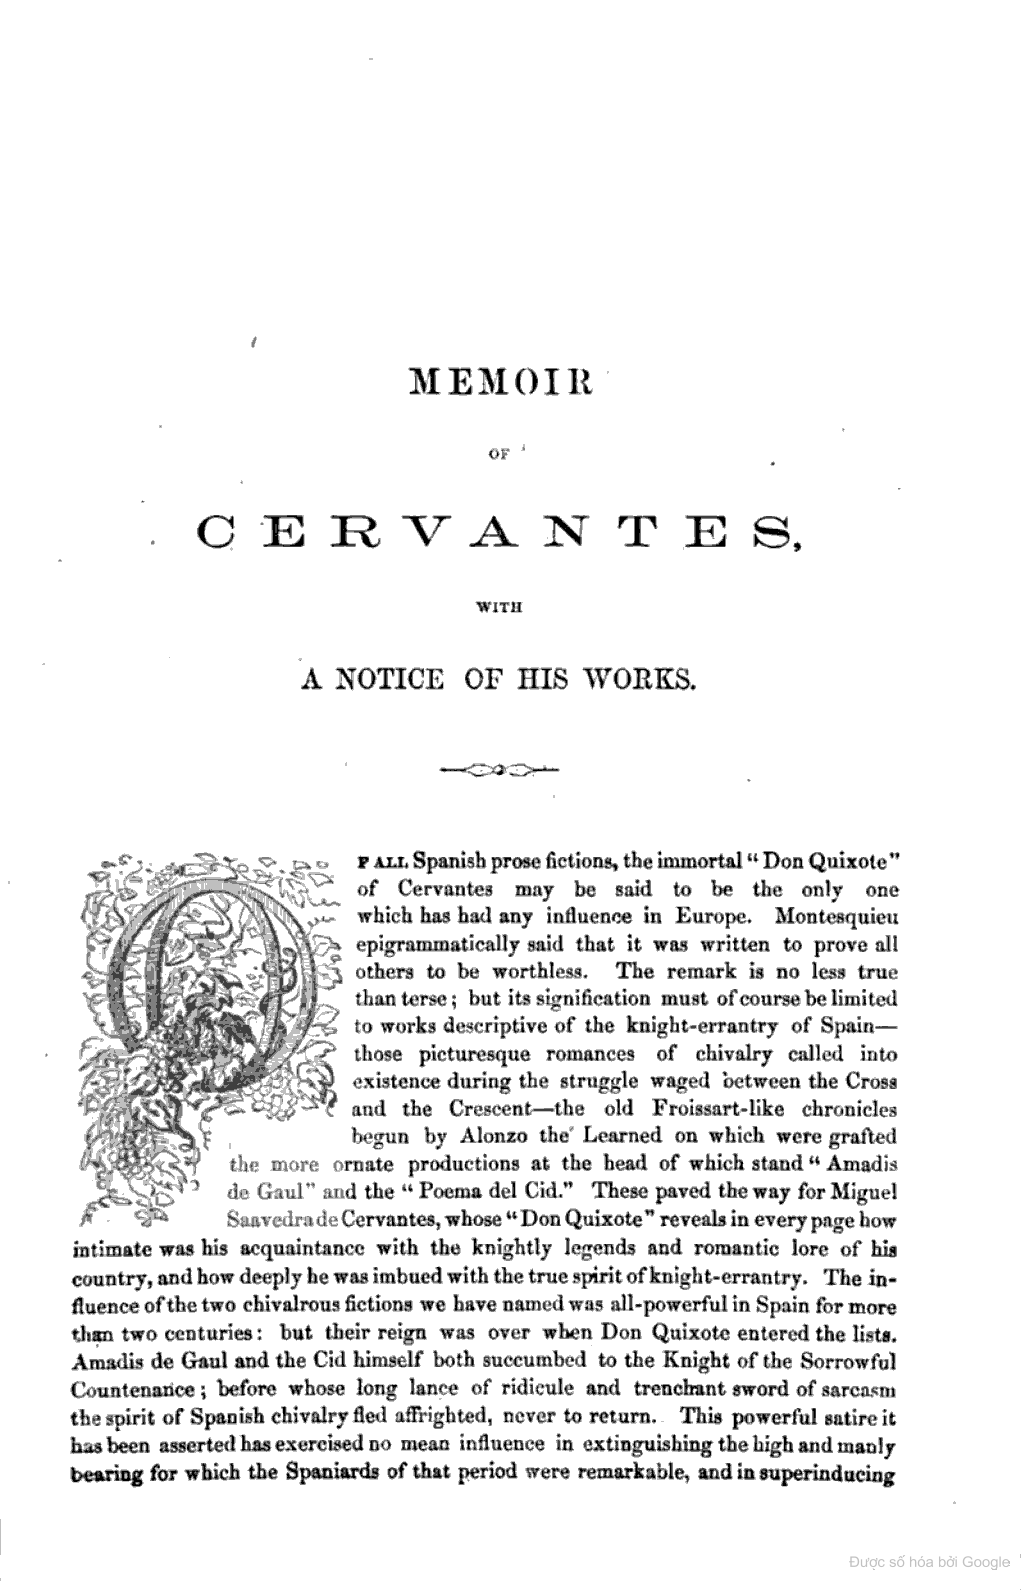 MEMOIR
OF
CERVANTES,
WITH
A NOTICE OF HIS WORKS.
OF ALL Spanish prose fictions, the immortal “Don Quixote”
of Cervantes may be said to be the only one
which has had any influence in Europe. Montesquieu
epigrammatically said that it was written to prove all
others to be worthless. The remark is no less true
than terse; but its signification must of course be limited
to works descriptive of the knight-errantry of Spain—
those picturesque romances of chivalry called into
existence during the struggle waged between the Cross
and the Crescent—the old Froissart-like chronicles
begun by Alonzo the Learned on which were grafted
the more ornate productions at the head of which stand “Amadis
de Gaul” and the “Poema del Cid.” These paved the way for Miguel
Saavedra de Cervantes, whose “Don Quixote” reveals in every page how
intimate was his acquaintance with the knightly legends and romantic lore of his
country, and how deeply he was imbued with the true spirit of knight-errantry. The in-
fluence of the two chivalrous fictions we have named was all-powerful in Spain for more
than two centuries: but their reign was over when Don Quixote entered the lists.
Amadis de Gaul and the Cid himself both succumbed to the Knight of the Sorrowful
Countenance; before whose long lance of ridicule and trenchant sword of sarcasm
the spirit of Spanish chivalry fled affrighted, never to return. This powerful satire it
has been asserted has exercised no mean influence in extinguishing the high and manly
bearing for which the Spaniards of that period were remarkable, and in superinducing
Được số hóa bởi Google